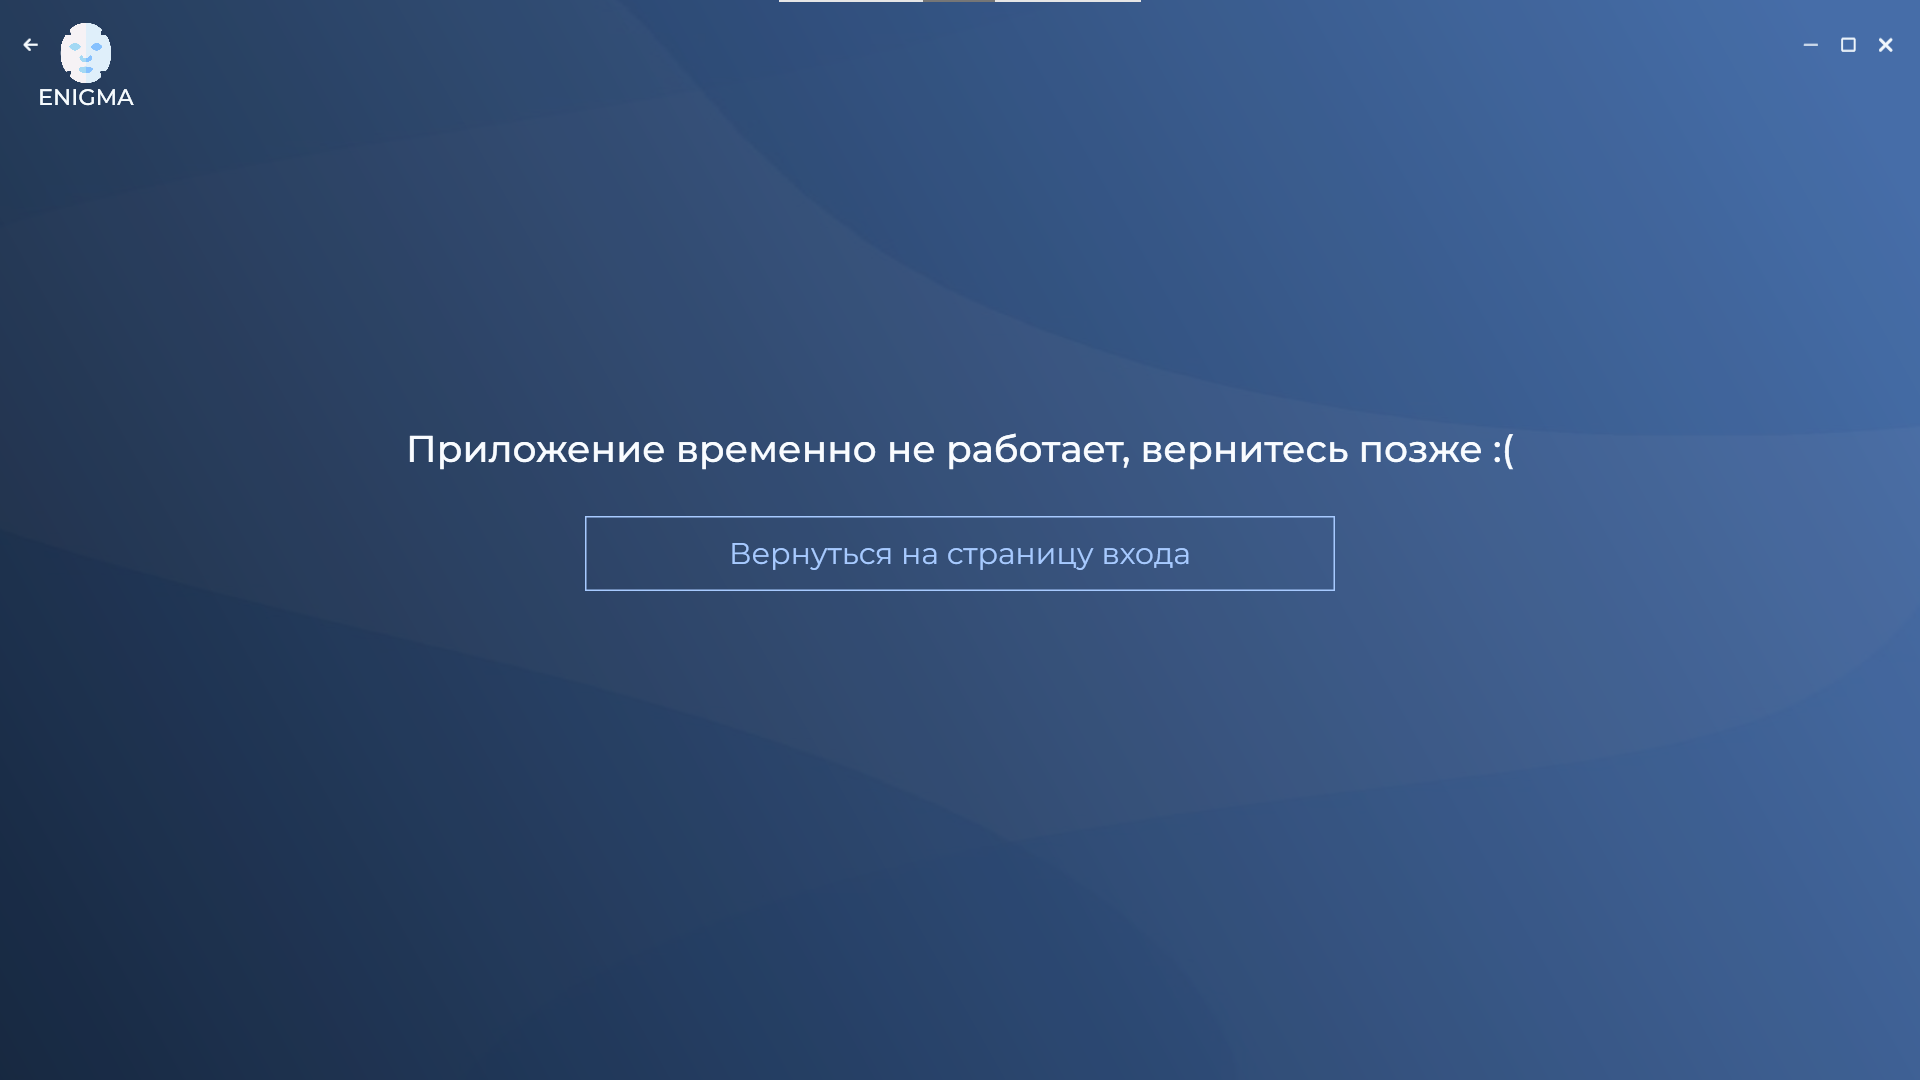 ENIGMA
Приложение временно не работает, вернитесь позже :(
Вернуться на страницу входа